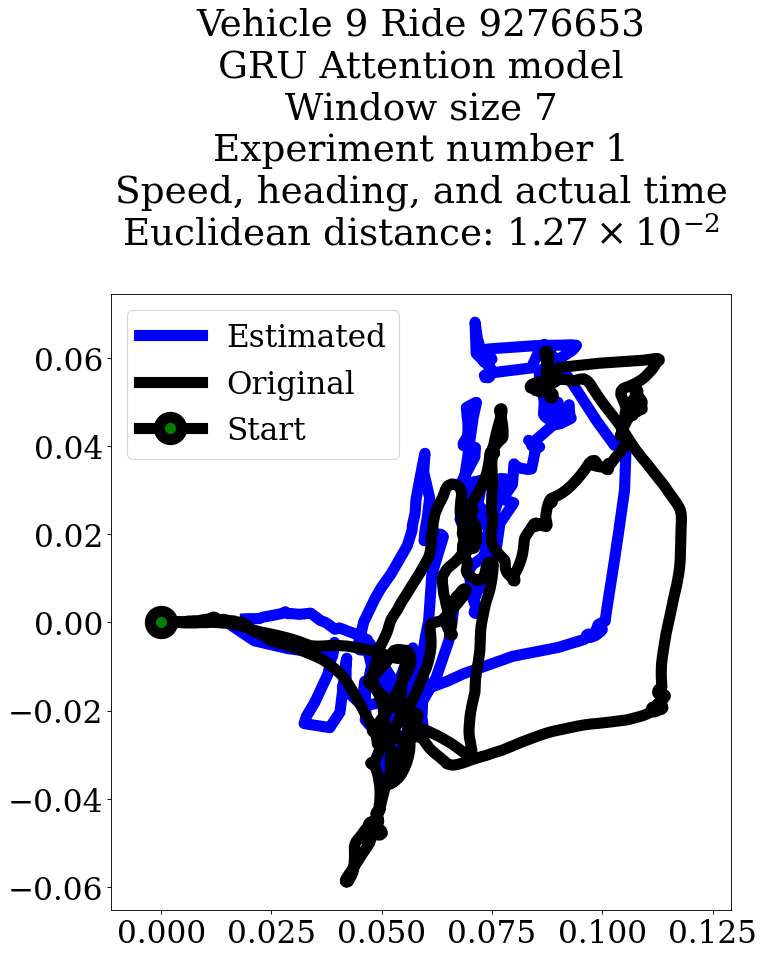 Vehicle 9 Ride 9276653
GRU Attention model
Window size 7
Experiment number 1
Speed, heading, and actual time
Euclidean distance: 1.27 × 10⁻²
Estimated
Original
Start
0.06
0.04
0.02
0.00
−0.02
−0.04
−0.06
0.000 0.025 0.050 0.075 0.100 0.125